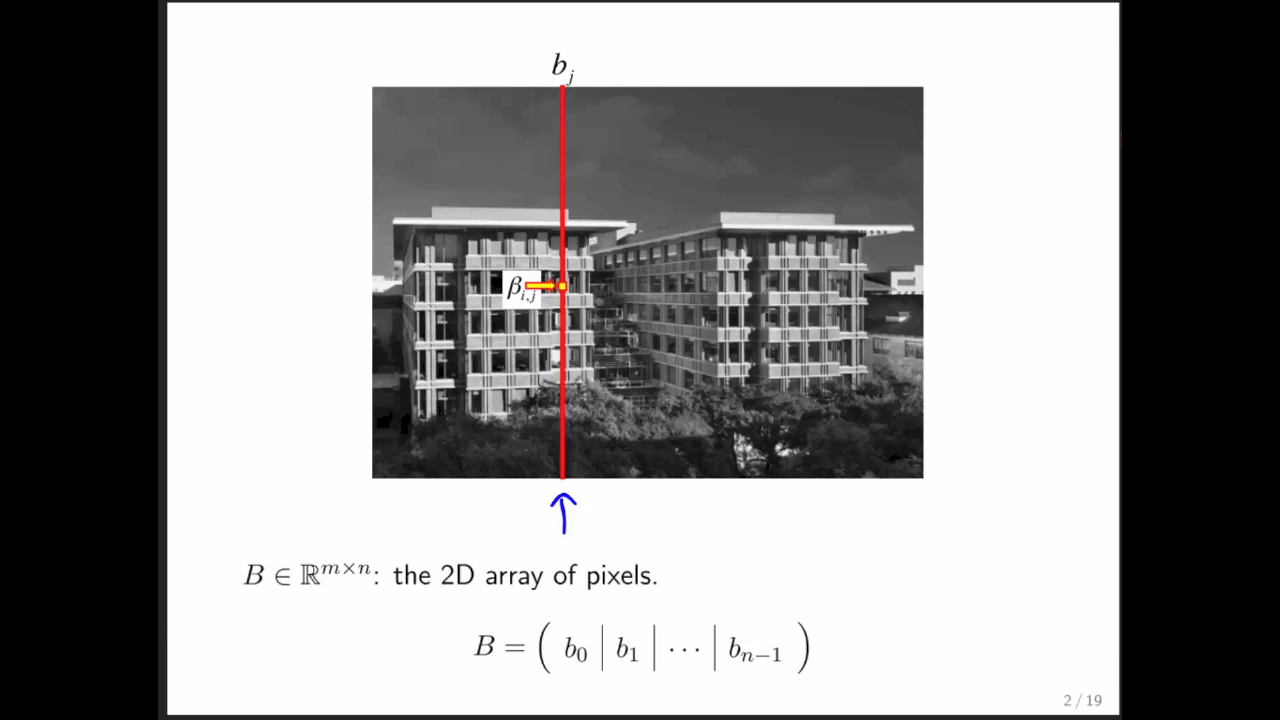 b_j
β_{i,j}
B ∈ ℝ^{m×n}: the 2D array of pixels.
B = ( b_0 | b_1 | ··· | b_{n−1} )
2 / 19